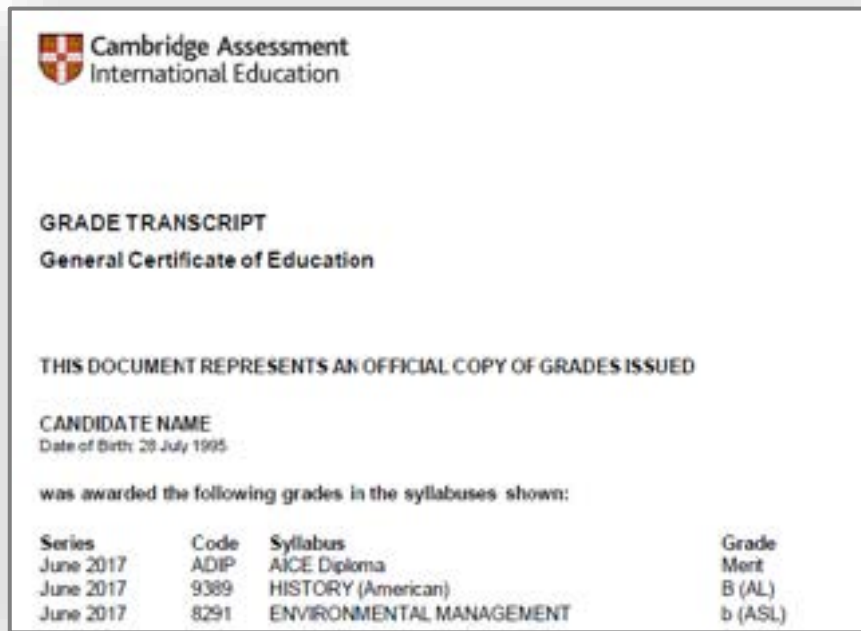 Cambridge Assessment
International Education
GRADE TRANSCRIPT
General Certificate of Education
THIS DOCUMENT REPRESENTS AN OFFICIAL COPY OF GRADES ISSUED
CANDIDATE NAME
Date of Birth: 28 July 1995
was awarded the following grades in the syllabuses shown:
Series Code Syllabus Grade
June 2017 ADIP AICE Diploma Merit
June 2017 9389 HISTORY (American) B (AL)
June 2017 8291 ENVIRONMENTAL MANAGEMENT b (ASL)